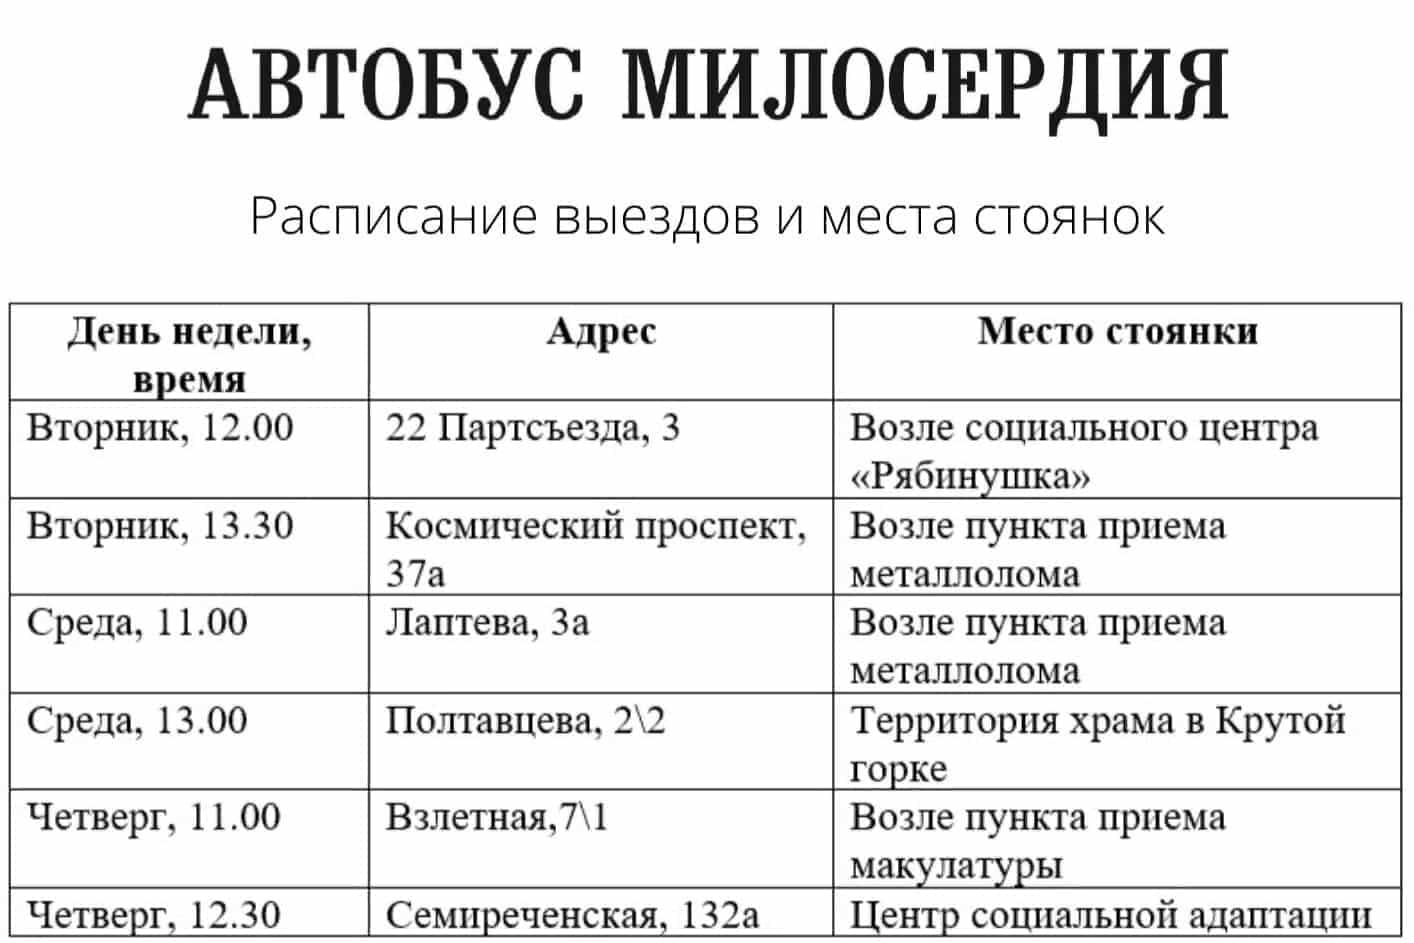 АВТОБУС МИЛОСЕРДИЯ
Расписание выездов и места стоянок
День недели, время Адрес Место стоянки
Вторник, 12.00 22 Партсъезда, 3 Возле социального центра «Рябинушка»
Вторник, 13.30 Космический проспект, 37а Возле пункта приема металлолома
Среда, 11.00 Лаптева, 3а Возле пункта приема металлолома
Среда, 13.00 Полтавцева, 2\2 Территория храма в Крутой горке
Четверг, 11.00 Взлетная,7\1 Возле пункта приема макулатуры
Четверг, 12.30 Семиреченская, 132а Центр социальной адаптации